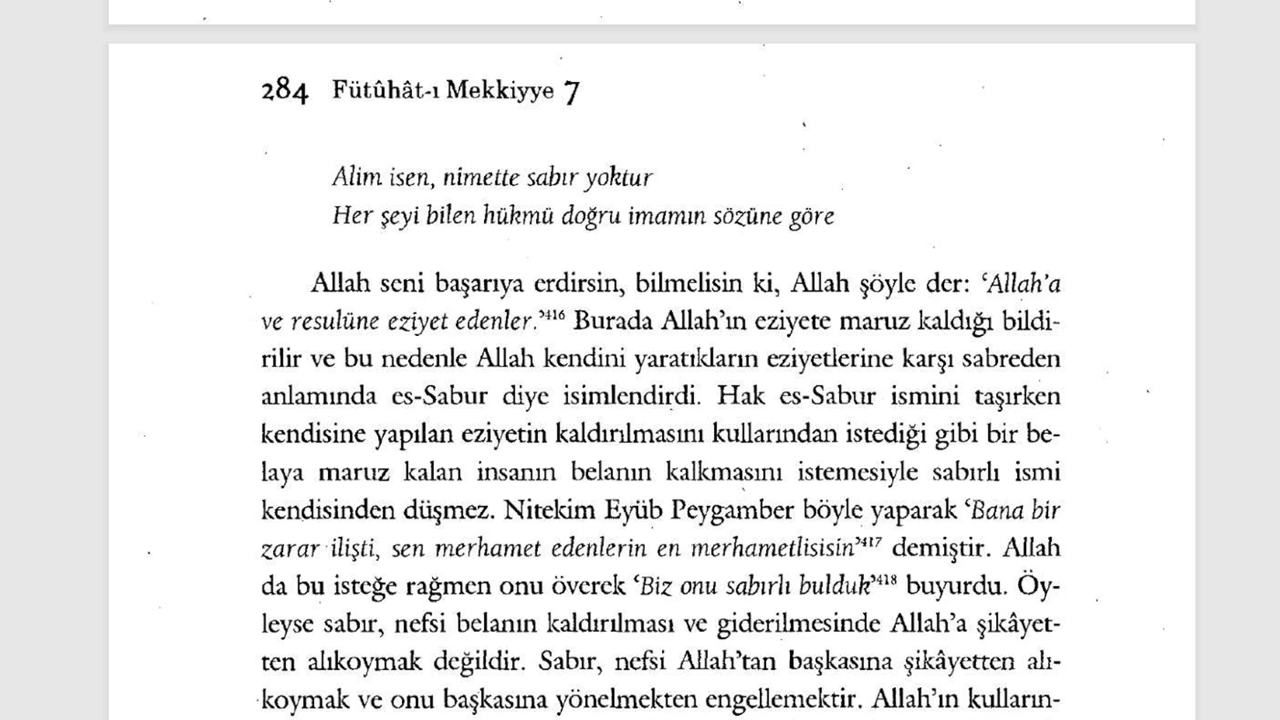 284 Fütûhât-ı Mekkiyye 7
Alim isen, nimette sabır yoktur
Her şeyi bilen hükmü doğru imamın sözüne göre
Allah seni başarıya erdirsin, bilmelisin ki, Allah şöyle der: ‘Allah’a
ve resulüne eziyet edenler.’⁴¹⁶ Burada Allah’ın eziyete maruz kaldığı bildi-
rilir ve bu nedenle Allah kendini yaratıkların eziyetlerine karşı sabreden
anlamında es-Sabur diye isimlendirdi. Hak es-Sabur ismini taşırken
kendisine yapılan eziyetin kaldırılmasını kullarından istediği gibi bir be-
laya maruz kalan insanın belanın kalkmasını istemesiyle sabırlı ismi
kendisinden düşmez. Nitekim Eyüb Peygamber böyle yaparak ‘Bana bir
zarar ilişti, sen merhamet edenlerin en merhametlisisin’⁴¹⁷ demiştir. Allah
da bu isteğe rağmen onu överek ‘Biz onu sabırlı bulduk’⁴¹⁸ buyurdu. Öy-
leyse sabır, nefsi belanın kaldırılması ve giderilmesinde Allah’a şikâyet-
ten alıkoymak değildir. Sabır, nefsi Allah’tan başkasına şikâyetten alı-
koymak ve onu başkasına yönelmekten engellemektir. Allah’ın kulların-